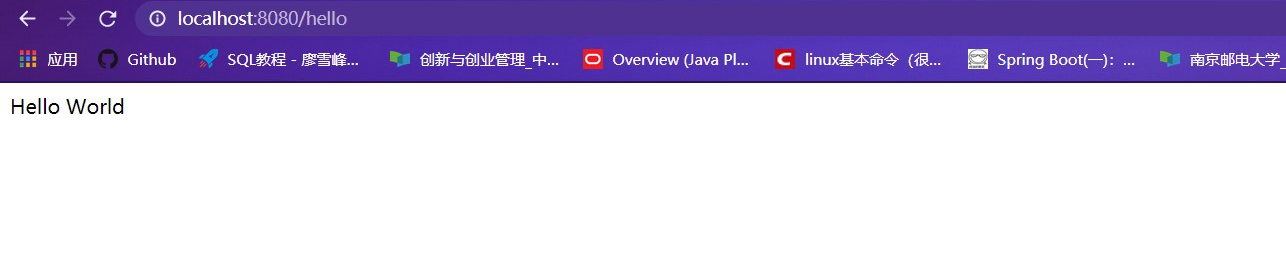 localhost:8080/hello
应用 Github SQL教程 - 廖雪峰... 创新与创业管理_中... Overview (Java Pl... linux基本命令（很... Spring Boot(一)：... 南京邮电大学_
Hello World